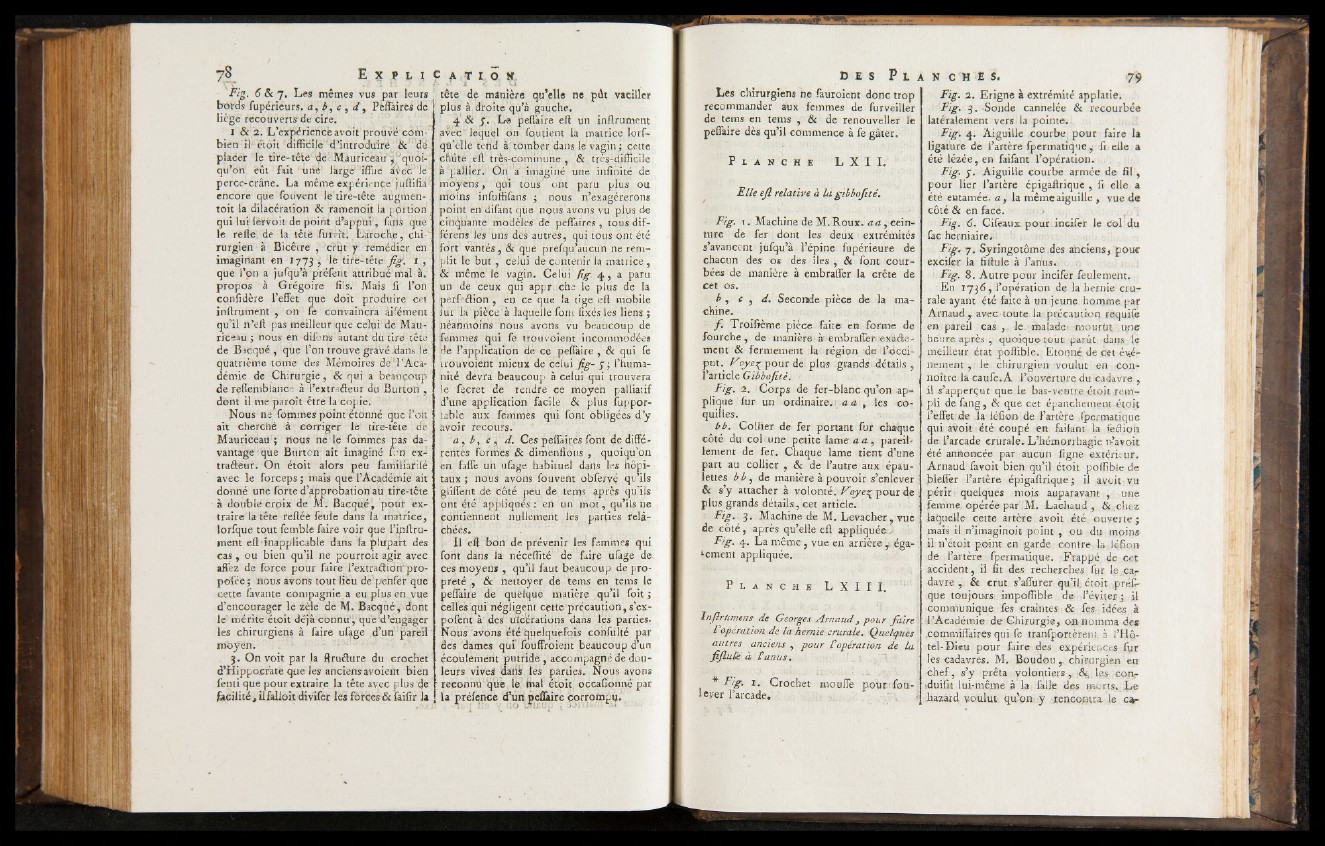 78 EXPLICATION
Fig. 6 & 7. Les mêmes vus par leurs
bords ſupérieurs. a, b, c, d, Peſſaires de
liège recouverts de cire.
1 & 2. L'expérience avoit prouvé com-
bien il étoit difficile d'introduire & de
placer le tire-tête de Mauriceau, quoi-
qu'on eût fait une large iſſue avec le
perce-crâne. La même expérience juſtifia
encore que ſouvent le tire-tête augmen-
toit la dilacération & ramenoit la portion
qui lui ſervoit de point d'appui, ſans que
le reſte de la tête ſuivît. Laroche, chi-
rurgien à Bicêtre, crut y remédier en
imaginant en 1773, le tire-tête fig. 1,
que l'on a juſqu'à préſent attribué mal à
propos à Grégoire fils. Mais ſi l'on
conſidère l'effet que doit produire cet
inſtrument, on ſe convaincra aiſément
qu'il n'eſt pas meilleur que celui de Mau-
riceau; nous en diſons autant du tire-tête
de Bacqué, que l'on trouve gravé dans le
quatrième tome des Mémoires de l'Aca-
démie de Chirurgie, & qui a beaucoup
de reſſemblance à l'extracteur du Burton,
dont il me paroît être la copie.
Nous ne ſommes point étonné que l'on
ait cherché à corriger le tire-tête de
Mauriceau; nous ne le ſommes pas da-
vantage que Burton ait imaginé ſon ex-
tracteur. On étoit alors peu familiariſé
avec le forceps; mais que l'Académie ait
donné une ſorte d'approbation au tire-tête
à double croix de M. Bacqué, pour ex-
traire la tête reſtée ſeule dans la matrice,
lorſque tout ſemble faire voir que l'inſtru-
ment eſt inapplicable dans la plupart des
cas, ou bien qu'il ne pourroit agir avec
aſſez de force pour faire l'extraction pro-
poſée; nous avons tout lieu de penſer que
cette ſavante compagnie a eu plus en vue
d'encourager le zèle de M. Bacqué, dont
le mérite étoit déjà connu, que d'engager
les chirurgiens à faire uſage d'un pareil
moyen.
3. On voit par la ſtructure du crochet
d'Hippocrate que les anciens avoient bien
ſenti que pour extraire la tête avec plus de
facilité, il falloit diviſer les forces & ſaiſir la
tête de manière qu'elle ne pût vaciller
plus à droite qu'à gauche.
4 & 5. Le peſſaire eſt un inſtrument
avec lequel on ſoutient la matrice lorſ-
qu'elle tend à tomber dans le vagin; cette
chûte eſt très-commune, & très-difficile
à pallier. On a imaginé une infinité de
moyens, qui tous ont paru plus ou
moins inſuffiſans; nous n'exagérerons
point en diſant que nous avons vu plus de
cinquante modèles de peſſaires, tous dif-
férens les uns des autres, qui tous ont été
fort vantés, & que preſqu'aucun ne rem-
plit le but, celui de contenir la matrice,
& même le vagin. Celui fig 4, a paru
un de ceux qui approche le plus de la
perfection, en ce que la tige eſt mobile
ſur la pièce à laquelle ſont fixés les liens;
néanmoins nous avons vu beaucoup de
femmes qui ſe trouvoient incommodées
de l'application de ce peſſaire, & qui ſe
trouvoient mieux de celui fig- 5; l'huma-
nité devra beaucoup à celui qui trouvera
le ſecret de rendre ce moyen palliatif
d'une application facile & plus ſuppor-
table aux femmes qui ſont obligées d'y
avoir recours.
a, b, c, d. Ces peſſaires ſont de diffé-
rentes formes & dimenſions, quoiqu'on
en faſſe un uſage habituel dans les hôpi-
taux; nous avons ſouvent obſervé qu'ils
gliſſent de côté peu de tems après qu'ils
ont été appliqués: en un mot, qu'ils ne
contiennent nullement les parties relâ-
chées.
Il eſt bon de prévenir les femmes qui
ſont dans la néceſſité de faire uſage de
ces moyens, qu'il faut beaucoup de pro-
preté, & nettoyer de tems en tems le
peſſaire de quelque matière qu'il ſoit;
celles qui négligent cette précaution, s'ex-
poſent à des ulcérations dans les parties.
Nous avons été quelquefois conſulté par
des dames qui ſouffroient beaucoup d'un
écoulement putride, accompagné de dou-
leurs vives dans les parties. Nous avons
reconnu que le mal étoit occaſionné par
la préſence d'un peſſaire corrompu.
DES PLANCHES. 79
Les chirurgiens ne ſauroient donc trop
recommander aux femmes de ſurveiller
de tems en tems, & de renouveller le
peſſaire dès qu'il commence à ſe gâter.
PLANCHE LXII.
Elle eſt relative à la gibboſité.
Fig. 1. Machine de M. Roux. a a, cein-
ture de fer dont les deux extrémités
s'avancent juſqu'à l'épine ſupérieure de
chacun des os des îles, & ſont cour-
bées de manière à embraſſer la crête de
cet os.
b, c, d. Seconde pièce de la ma-
chine.
f. Troiſième pièce faite en forme de
fourche, de manière à embraſſer exacte-
ment & fermement la région de l'occi-
put. Voyez pour de plus grands détails,
l'article Gibboſité.
Fig. 2. Corps de fer-blanc qu'on ap-
plique ſur un ordinaire. a a, les co-
quilles.
bb. Collier de fer portant ſur chaque
côté du col une petite lame a a, pareil-
lement de fer. Chaque lame tient d'une
part au collier, & de l'autre aux épau-
lettes bb, de manière à pouvoir s'enlever
& s'y attacher à volonté. Voyez pour de
plus grands détails, cet article.
Fig. 3. Machine de M. Levacher, vue
de côté, après qu'elle eſt appliquée.
Fig. 4. La même, vue en arrière, éga-
lement appliquée.
PLANCHE LXIII.
Inſtrumens de Georges Arnaud, pour faire
l'opération de la hernie crurale. Quelques
autres anciens, pour l'opération de la
fiſtule à l'anus.
* Fig. 1. Crochet mouſſe pour ſou-
lever l'arcade.
Fig. 2. Erigne à extrémité applatie.
Fig. 3. Sonde cannelée & recourbée
latéralement vers la pointe.
Fig. 4. Aiguille courbe pour faire la
ligature de l'artère ſpermatique, ſi elle a
été lézée, en faiſant l'opération.
Fig. 5. Aiguille courbe armée de fil,
pour lier l'artère épigaſtrique, ſi elle a
été entamée. a, la même aiguille, vue de
côté & en face.
Fig. 6. Ciſeaux pour inciſer le col du
ſac herniaire.
Fig. 7. Syringotôme des anciens, pour
exciſer la fiſtule à l'anus.
Fig. 8. Autre pour inciſer ſeulement.
En 1736, l'opération de la hernie cru-
rale ayant été faite à un jeune homme par
Arnaud, avec toute la précaution requiſe
en pareil cas, le malade mourut une
heure après, quoique tout parût dans le
meilleur état poſſible. Etonné de cet évé-
nement, le chirurgien voulut en con-
noître la cauſe. A l'ouverture du cadavre,
il s'apperçut que le bas-ventre étoit rem-
pli de ſang, & que cet épanchement étoit
l'effet de la léſion de l'artère ſpermatique
qui avoit été coupé en faiſant la ſection
de l'arcade crurale. L'hémorrhagie n'avoit
été annoncée par aucun ſigne extérieur.
Arnaud ſavoit bien qu'il étoit poſſible de
bleſſer l'artère épigaſtrique; il avoit vu
périr quelques mois auparavant, une
femme opérée par M. Lachaud, & chez
laquelle cette artère avoit été ouverte;
mais il n'imaginoit point, ou du moins
il n'étoit point en garde contre la léſion
de l'artère ſpermatique. Frappé de cet
accident, il fit des recherches ſur le ca-
davre, & crut s'aſſurer qu'il étoit preſ-
que toujours impoſſible de l'éviter; il
communique ſes craintes & ſes idées à
l'Académie de Chirurgie, on nomma des
commiſſaires qui ſe tranſportèrent à l'Hô-
tel-Dieu pour faire des expériences ſur
les cadavres. M. Boudou, chirurgien en
chef, s'y prêta volontiers, & les con-
duiſit lui-même à la ſalle des morts. Le
hazard voulut qu'on y rencontra le ca-